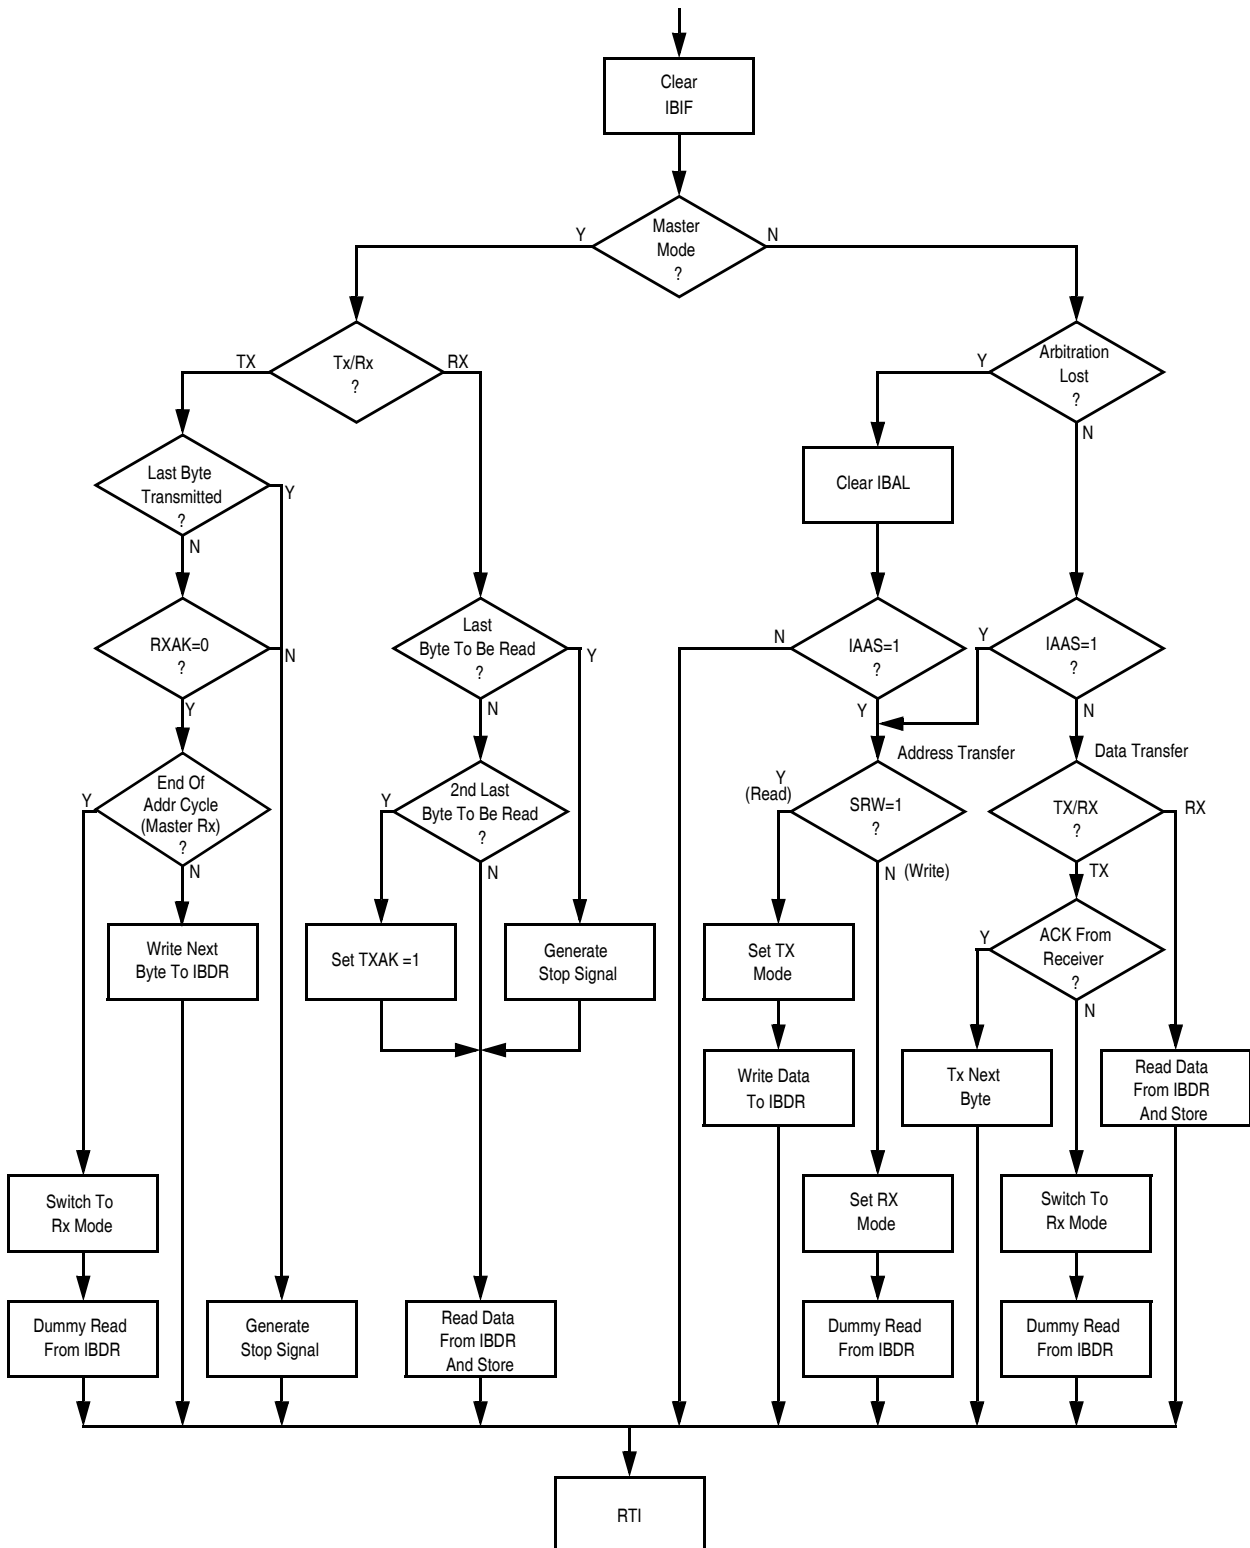 Clear
IBIF
Master
Mode
?
Y
N
Tx/Rx
?
TX
RX
Arbitration
Lost
?
Y
N
Last Byte
Transmitted
?
Y
N
Clear IBAL
RXAK=0
?
N
Y
Last
Byte To Be Read
?
Y
N
IAAS=1
?
N
Y
IAAS=1
?
Y
N
Address Transfer
Data Transfer
End Of
Addr Cycle
(Master Rx)
?
Y
N
2nd Last
Byte To Be Read
?
Y
N
Y
(Read)
SRW=1
?
N (Write)
TX/RX
?
RX
TX
Write Next
Byte To IBDR
Set TXAK =1
Generate
Stop Signal
Set TX
Mode
ACK From
Receiver
?
Y
N
Write Data
To IBDR
Tx Next
Byte
Read Data
From IBDR
And Store
Switch To
Rx Mode
Set RX
Mode
Switch To
Rx Mode
Dummy Read
From IBDR
Generate
Stop Signal
Read Data
From IBDR
And Store
Dummy Read
From IBDR
Dummy Read
From IBDR
RTI